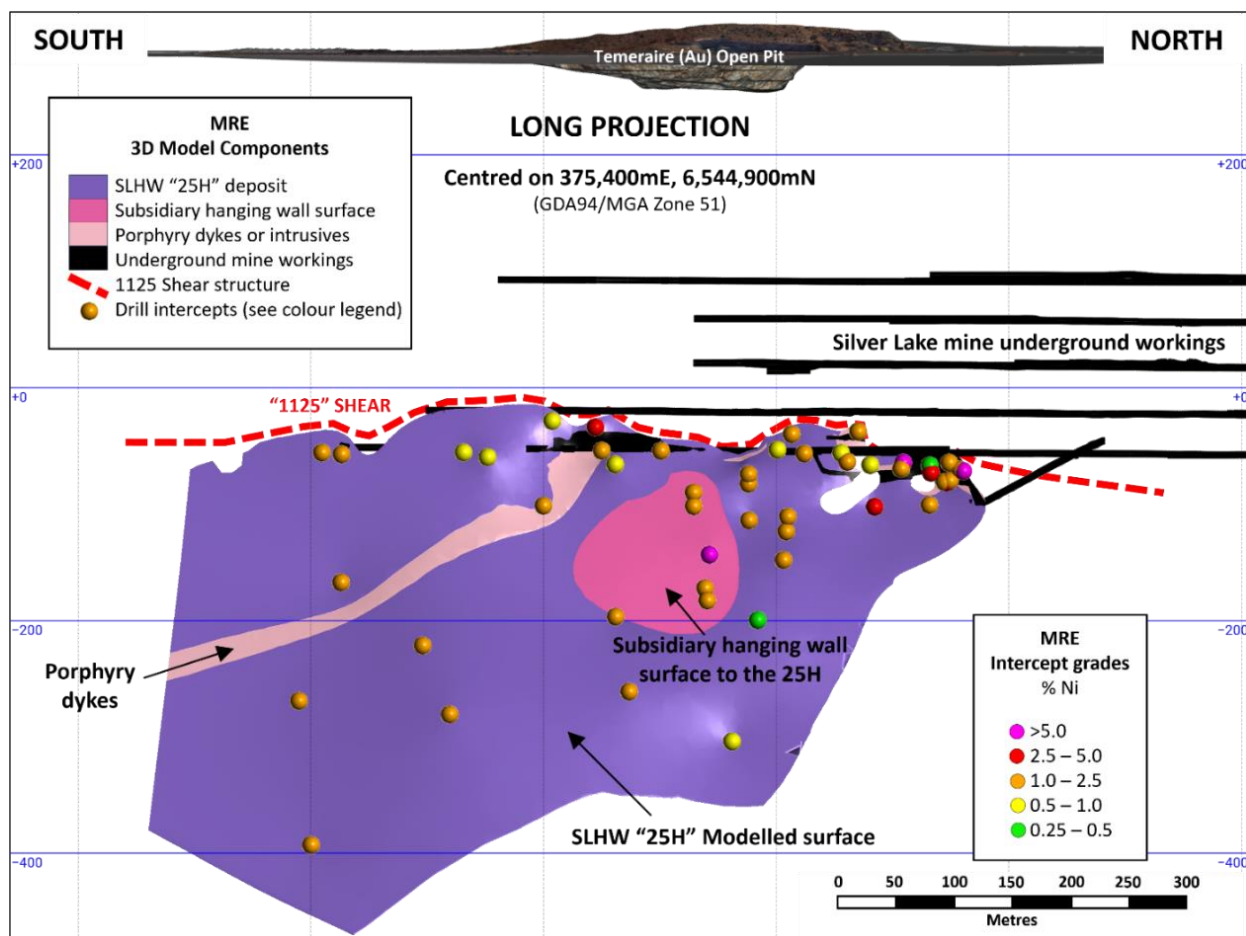 SOUTH
NORTH
Temeraire (Au) Open Pit
MRE
3D Model Components
SLHW “25H” deposit
Subsidiary hanging wall surface
Porphyry dykes or intrusives
Underground mine workings
1125 Shear structure
Drill intercepts (see colour legend)
LONG PROJECTION
Centred on 375,400mE, 6,544,900mN
(GDA94/MGA Zone 51)
+200
+200
Silver Lake mine underground workings
+0
+0
“1125” SHEAR
-200
-200
Porphyry
dykes
Subsidiary hanging wall
surface to the 25H
SLHW “25H” Modelled surface
MRE
Intercept grades
% Ni
>5.0
2.5 – 5.0
1.0 – 2.5
0.5 – 1.0
0.25 – 0.5
-400
-400
0 50 100 150 200 250 300
Metres